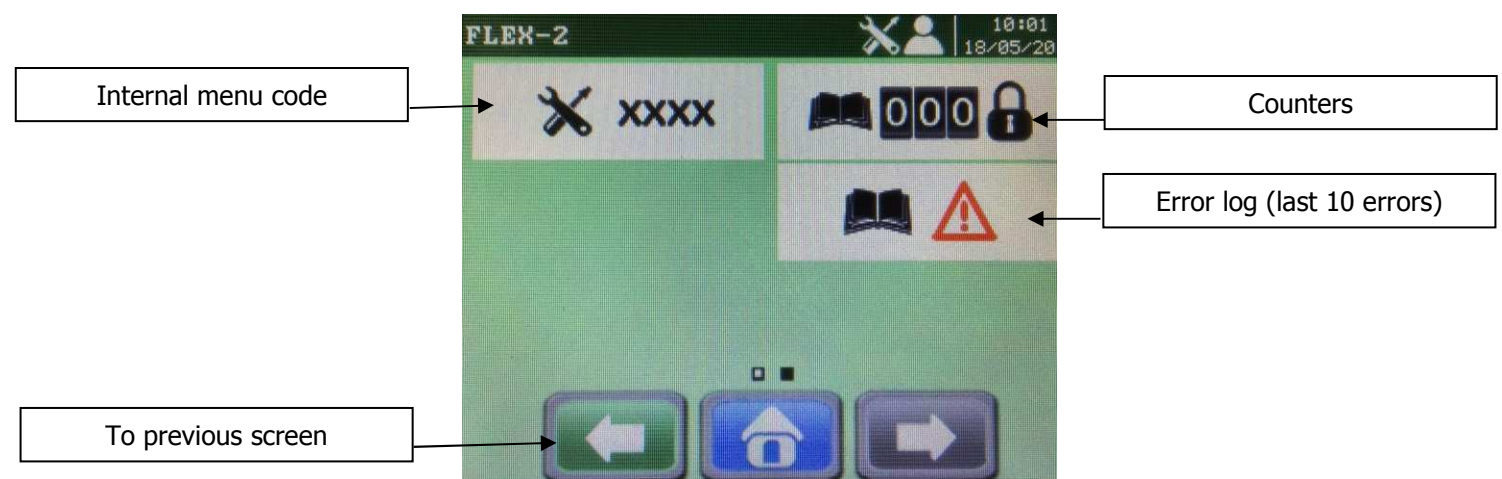 FLEX-2
10:01
18/05/20
Internal menu code
XXXX
000
Counters
Error log (last 10 errors)
To previous screen